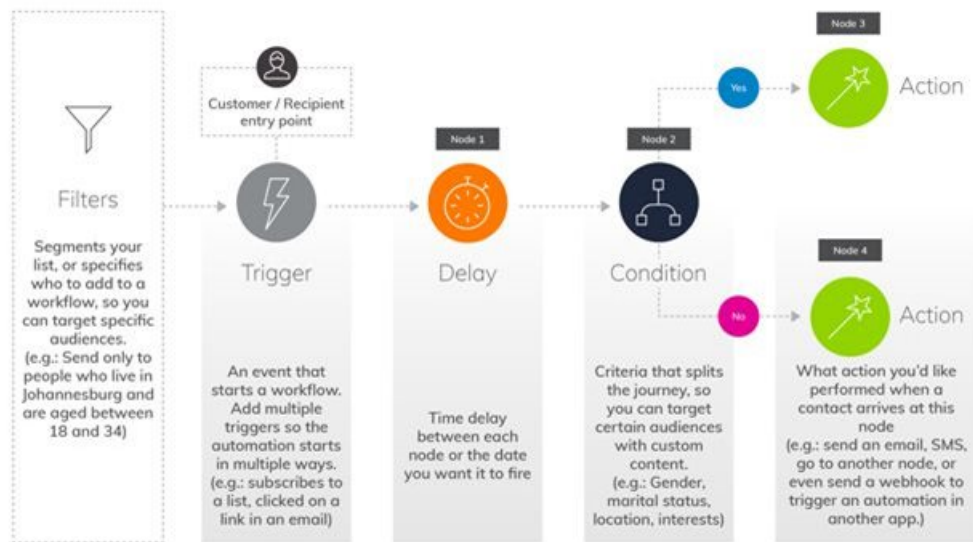 Filters
Segments your
list, or specifies
who to add to a
workflow, so you
can target specific
audiences.
(e.g.: Send only to
people who live in
Johannesburg and
are aged between
18 and 34)
Customer / Recipient
entry point
Trigger
An event that
starts a workflow.
Add multiple
triggers so the
automation starts
in multiple ways.
(e.g.: subscribes to
a list, clicked on a
link in an email)
Node 1
Delay
Time delay
between each
node or the date
you want it to fire
Node 2
Condition
Criteria that splits
the journey, so
you can target
certain audiences
with custom
content.
(e.g.: Gender,
marital status,
location, interests)
Yes
Node 3
Action
No
Node 4
Action
What action you'd like
performed when a
contact arrives at this
node
(e.g.: send an email, SMS,
go to another node, or
even send a webhook to
trigger an automation in
another app.)